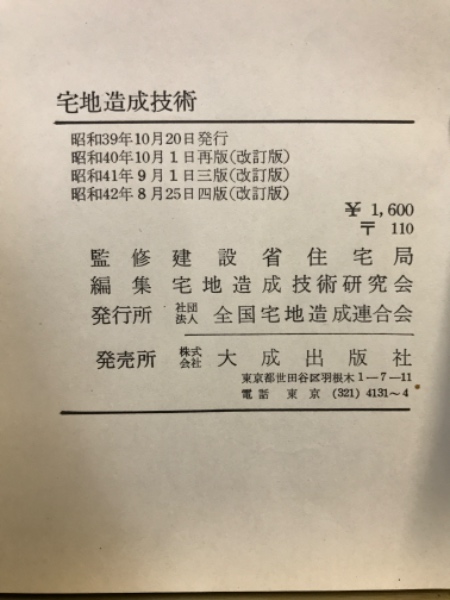 宅地造成技術
昭和39年10月20日発行
昭和40年10月1日再版(改訂版)
昭和41年9月1日三版(改訂版)
昭和42年8月25日四版(改訂版)
¥ 1,600
〒 110
監修 建設省住宅局
編集 宅地造成技術研究会
発行所 社団法人 全国宅地造成連合会
発売所 株式会社 大成出版社
東京都世田谷区羽根木1―7―11
電話 東京 (321) 4131~4